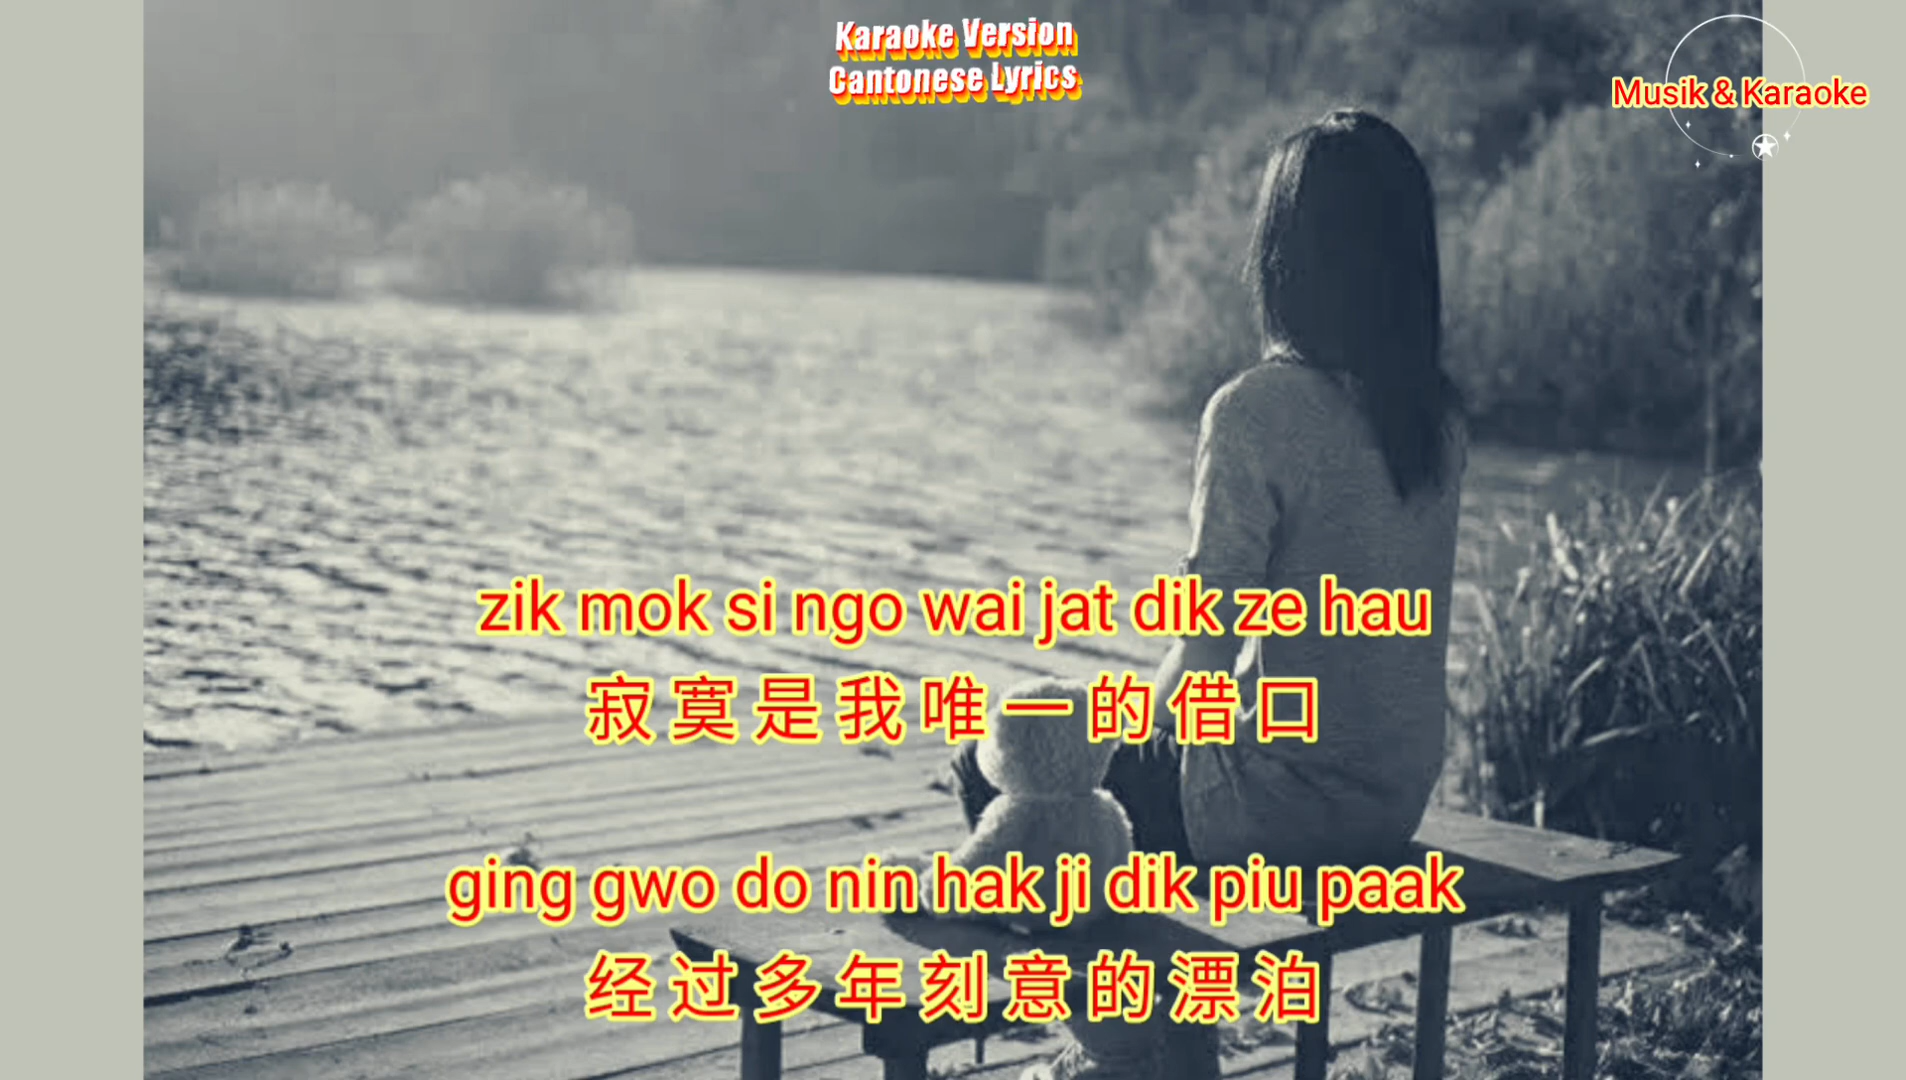 Karaoke Version
Cantonese Lyrics
Musik & Karaoke
zik mok si ngo wai jat dik ze hau
寂寞是我唯一的借口
ging gwo do nin hak ji dik piu paak
经过多年刻意的漂泊